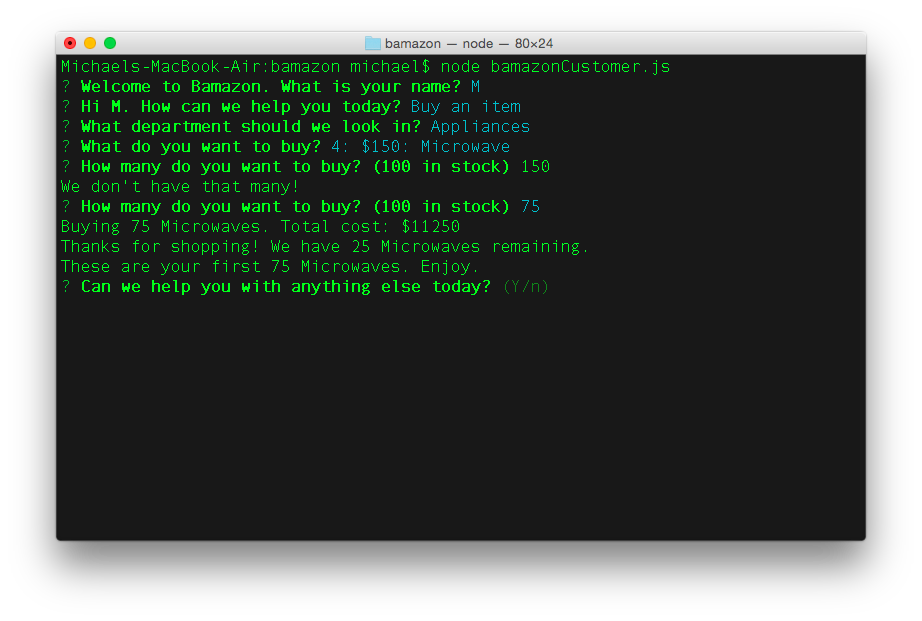 bamazon — node — 80×24
Michaels-MacBook-Air:bamazon michael$ node bamazonCustomer.js
? Welcome to Bamazon. What is your name? M
? Hi M. How can we help you today? Buy an item
? What department should we look in? Appliances
? What do you want to buy? 4: $150: Microwave
? How many do you want to buy? (100 in stock) 150
We don't have that many!
? How many do you want to buy? (100 in stock) 75
Buying 75 Microwaves. Total cost: $11250
Thanks for shopping! We have 25 Microwaves remaining.
These are your first 75 Microwaves. Enjoy.
? Can we help you with anything else today? (Y/n)